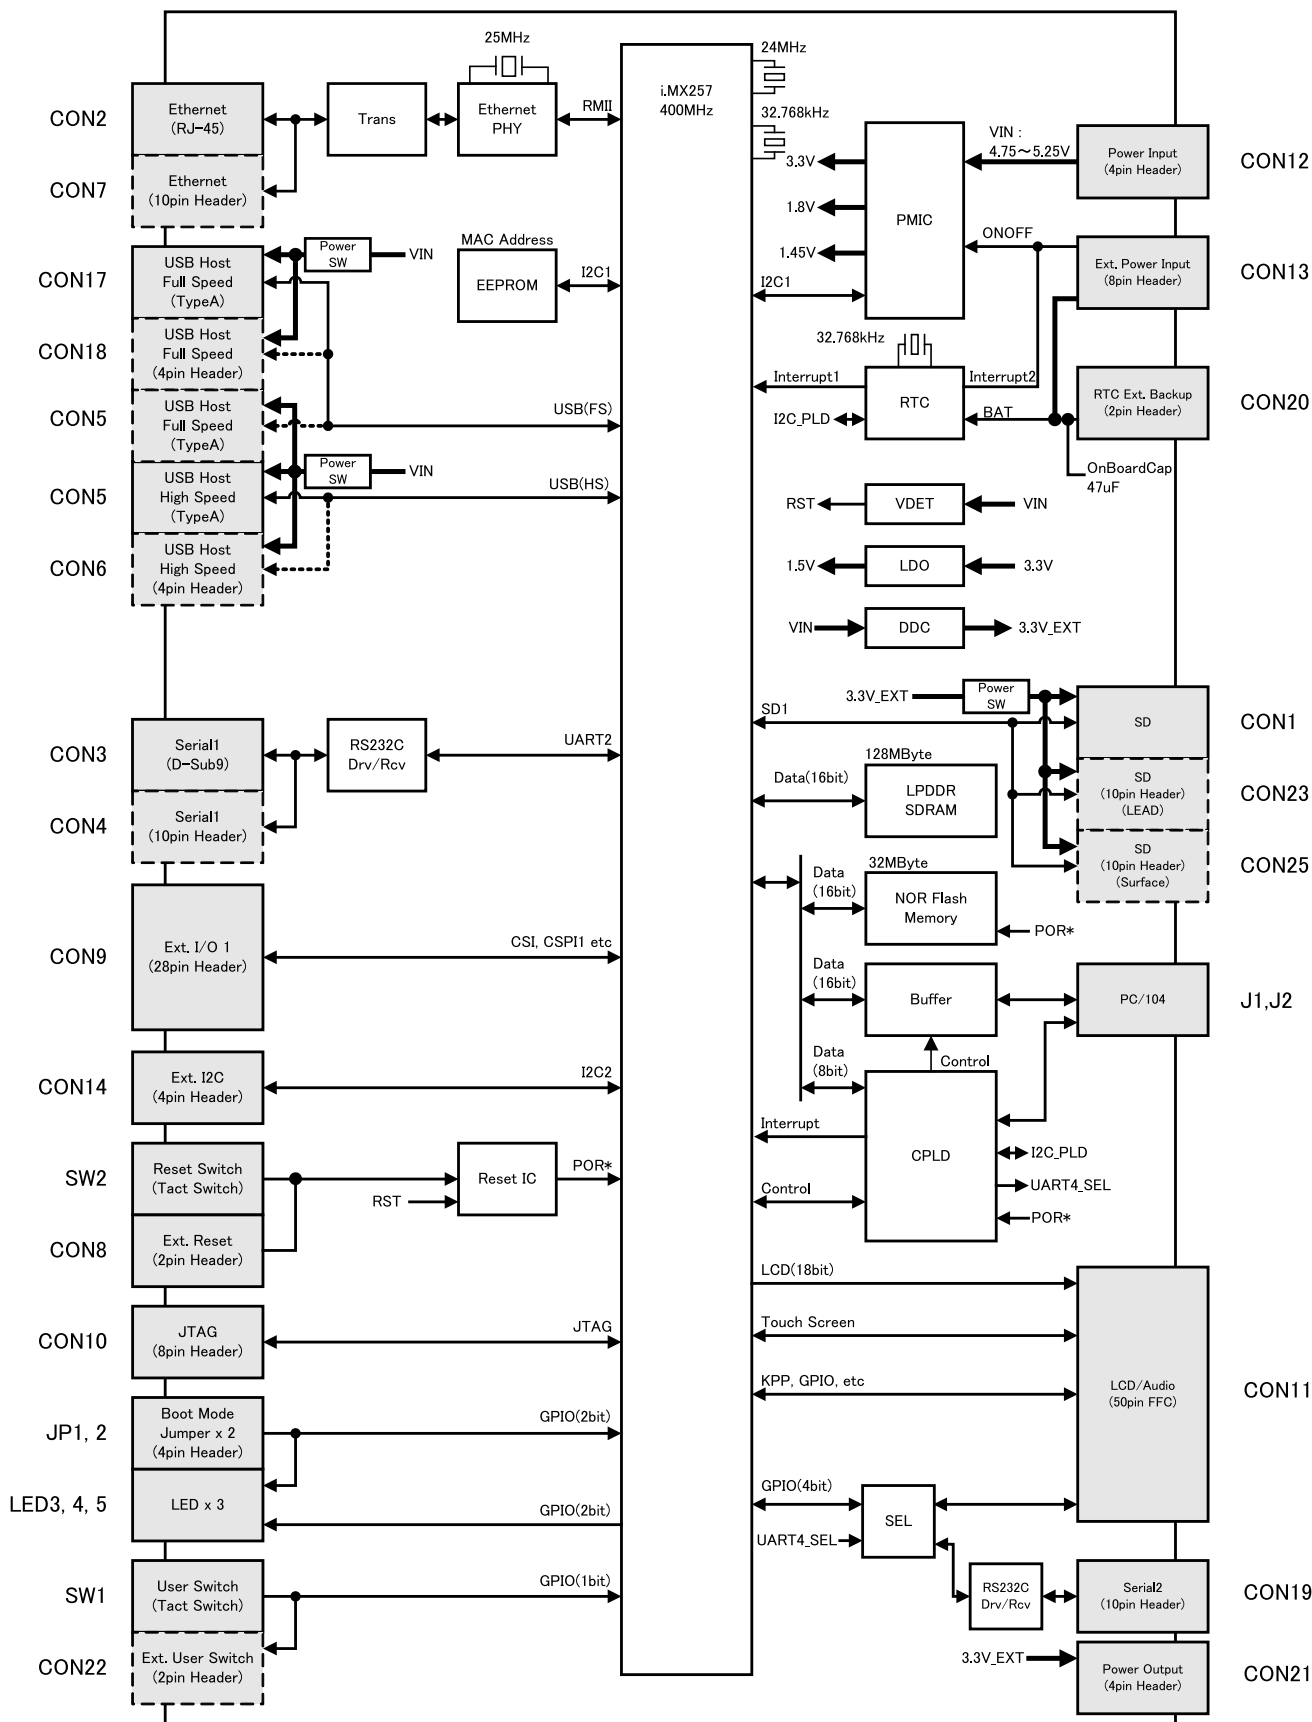 25MHz
24MHz
i.MX257
400MHz
32.768kHz
CON2
Ethernet
(RJ-45)
Trans
Ethernet
PHY
RMII
CON7
Ethernet
(10pin Header)
CON17
USB Host
Full Speed
(TypeA)
Power
SW
VIN
CON18
USB Host
Full Speed
(4pin Header)
CON5
USB Host
Full Speed
(TypeA)
USB(FS)
CON5
USB Host
High Speed
(TypeA)
Power
SW
VIN
USB(HS)
CON6
USB Host
High Speed
(4pin Header)
MAC Address
EEPROM
I2C1
CON3
Serial1
(D-Sub9)
RS232C
Drv/Rcv
UART2
CON4
Serial1
(10pin Header)
CON9
Ext. I/O 1
(28pin Header)
CSI, CSPI1 etc
CON14
Ext. I2C
(4pin Header)
I2C2
SW2
Reset Switch
(Tact Switch)
RST
Reset IC
POR*
CON8
Ext. Reset
(2pin Header)
CON10
JTAG
(8pin Header)
JTAG
JP1, 2
Boot Mode
Jumper x 2
(4pin Header)
GPIO(2bit)
LED3, 4, 5
LED x 3
GPIO(2bit)
SW1
User Switch
(Tact Switch)
GPIO(1bit)
CON22
Ext. User Switch
(2pin Header)
3.3V
1.8V
1.45V
I2C1
PMIC
VIN :
4.75～5.25V
ONOFF
Power Input
(4pin Header)
CON12
Ext. Power Input
(8pin Header)
CON13
32.768kHz
Interrupt1
I2C_PLD
RTC
Interrupt2
BAT
RTC Ext. Backup
(2pin Header)
CON20
OnBoardCap
47uF
RST
VDET
VIN
1.5V
LDO
3.3V
VIN
DDC
3.3V_EXT
3.3V_EXT
Power
SW
SD1
SD
CON1
SD
(10pin Header)
(LEAD)
CON23
SD
(10pin Header)
(Surface)
CON25
128MByte
Data(16bit)
LPDDR
SDRAM
32MByte
Data
(16bit)
NOR Flash
Memory
POR*
Data
(16bit)
Buffer
PC/104
J1,J2
Data
(8bit)
Control
Interrupt
Control
CPLD
I2C_PLD
UART4_SEL
POR*
LCD(18bit)
Touch Screen
KPP, GPIO, etc
LCD/Audio
(50pin FFC)
CON11
GPIO(4bit)
UART4_SEL
SEL
RS232C
Drv/Rcv
Serial2
(10pin Header)
CON19
3.3V_EXT
Power Output
(4pin Header)
CON21